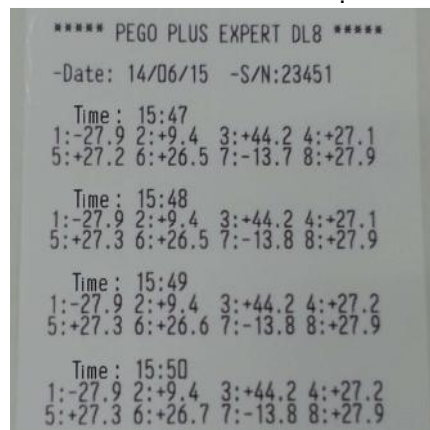 ***** PEGO PLUS EXPERT DL8 *****
-Date: 14/06/15 -S/N:23451
Time: 15:47
1:-27.9 2:+9.4 3:+44.2 4:+27.1
5:+27.2 6:+26.5 7:-13.7 8:+27.9
Time: 15:48
1:-27.9 2:+9.4 3:+44.2 4:+27.1
5:+27.3 6:+26.5 7:-13.8 8:+27.9
Time: 15:49
1:-27.9 2:+9.4 3:+44.2 4:+27.2
5:+27.3 6:+26.6 7:-13.8 8:+27.9
Time: 15:50
1:-27.9 2:+9.4 3:+44.2 4:+27.2
5:+27.3 6:+26.7 7:-13.8 8:+27.9